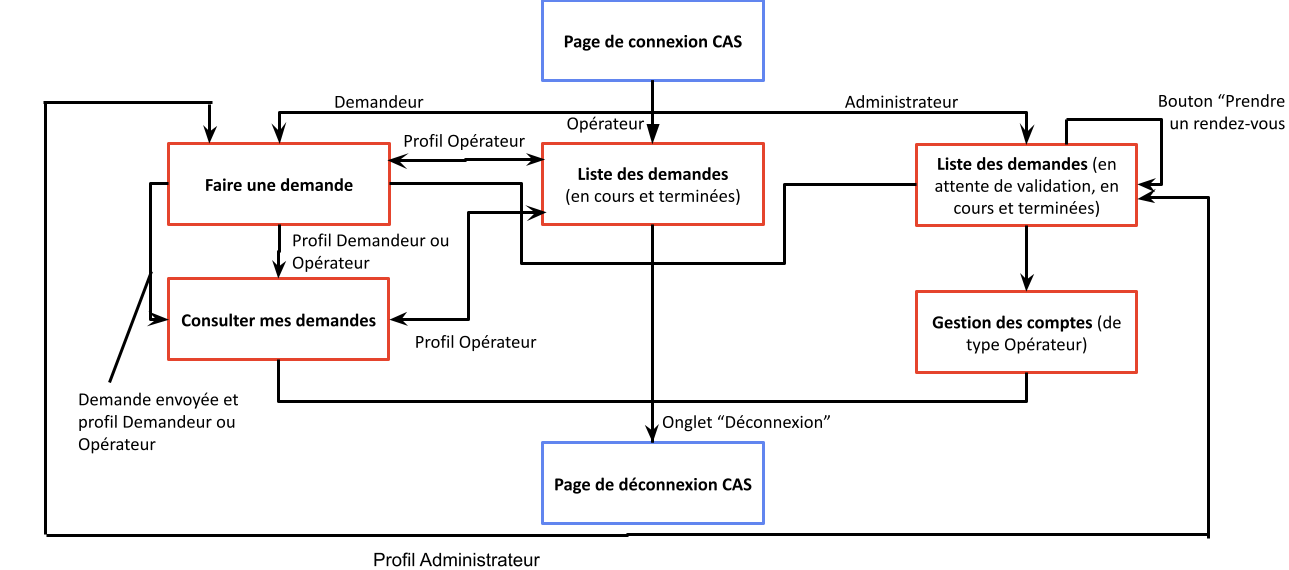 Page de connexion CAS
Demandeur
Administrateur
Opérateur
Bouton “Prendre
un rendez-vous
Profil Opérateur
Faire une demande
Liste des demandes
(en cours et terminées)
Liste des demandes (en
attente de validation, en
cours et terminées)
Profil Demandeur ou
Opérateur
Consulter mes demandes
Profil Opérateur
Gestion des comptes (de
type Opérateur)
Demande envoyée et
profil Demandeur ou
Opérateur
Onglet “Déconnexion”
Page de déconnexion CAS
Profil Administrateur